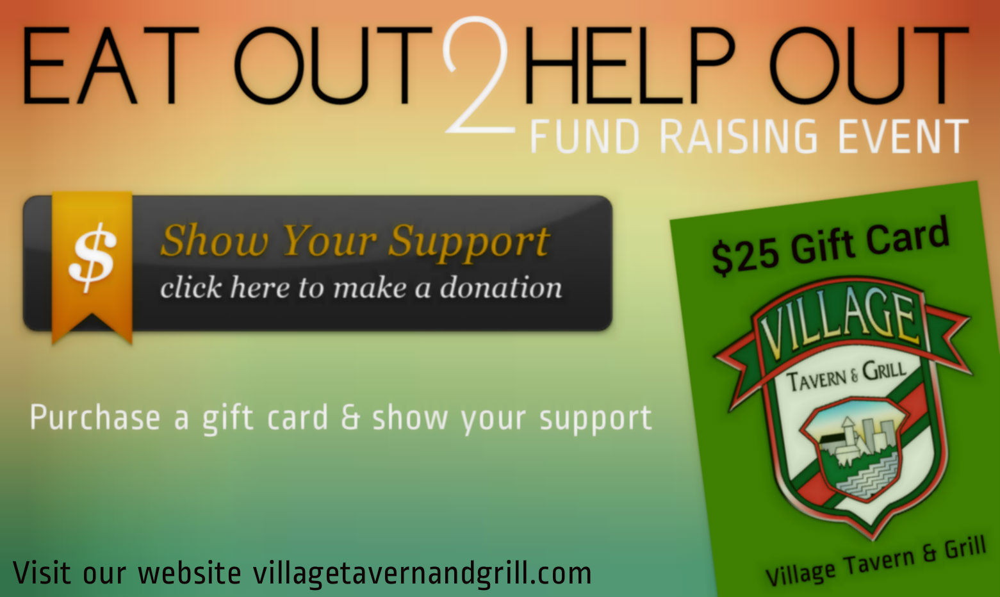 EAT OUT 2 HELP OUT
FUND RAISING EVENT
$
Show Your Support
click here to make a donation
Purchase a gift card & show your support
$25 Gift Card
VILLAGE
TAVERN & GRILL
Village Tavern & Grill
Visit our website villagetavernandgrill.com